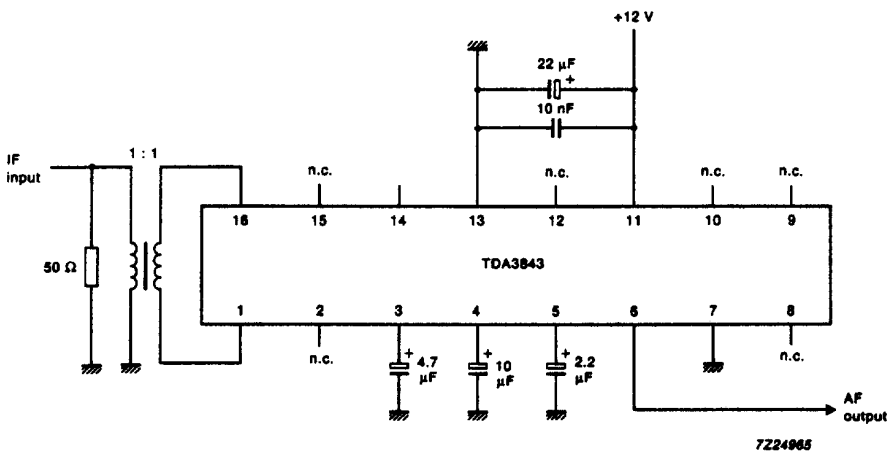 +12 V
22 µF
+
10 nF
IF
input
1 : 1
n.c.
n.c.
n.c.
n.c.
16 15 14 13 12 11 10 9
50 Ω
TDA3843
1 2 3 4 5 6 7 8
n.c.
+
4.7
µF
+
10
µF
+
2.2
µF
n.c.
AF
output
7Z24965